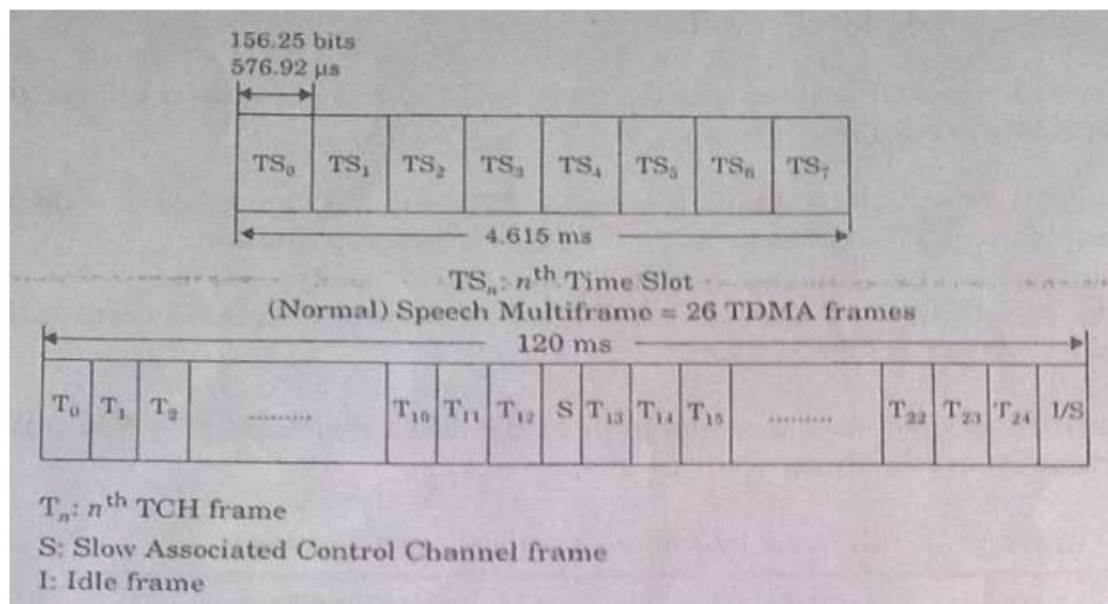 156.25 bits
576.92 μs
TS₀ TS₁ TS₂ TS₃ TS₄ TS₅ TS₆ TS₇
4.615 ms
TSₙ: nᵗʰ Time Slot
(Normal) Speech Multiframe = 26 TDMA frames
120 ms
T₀ T₁ T₂ ......... T₁₀ T₁₁ T₁₂ S T₁₃ T₁₄ T₁₅ ......... T₂₂ T₂₃ T₂₄ I/S
Tₙ: nᵗʰ TCH frame
S: Slow Associated Control Channel frame
I: Idle frame